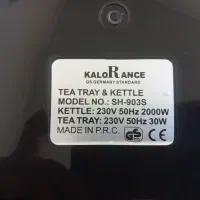 KALORANCE
GS GERMANY STANDARD
TEA TRAY & KETTLE
MODEL NO.: SH-903S
KETTLE: 230V 50Hz 2000W
TEA TRAY: 230V 50Hz 30W
MADE IN P.R.C.